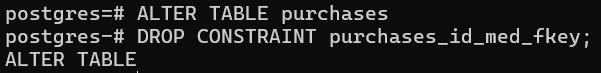 postgres=# ALTER TABLE purchases
postgres-# DROP CONSTRAINT purchases_id_med_fkey;
ALTER TABLE